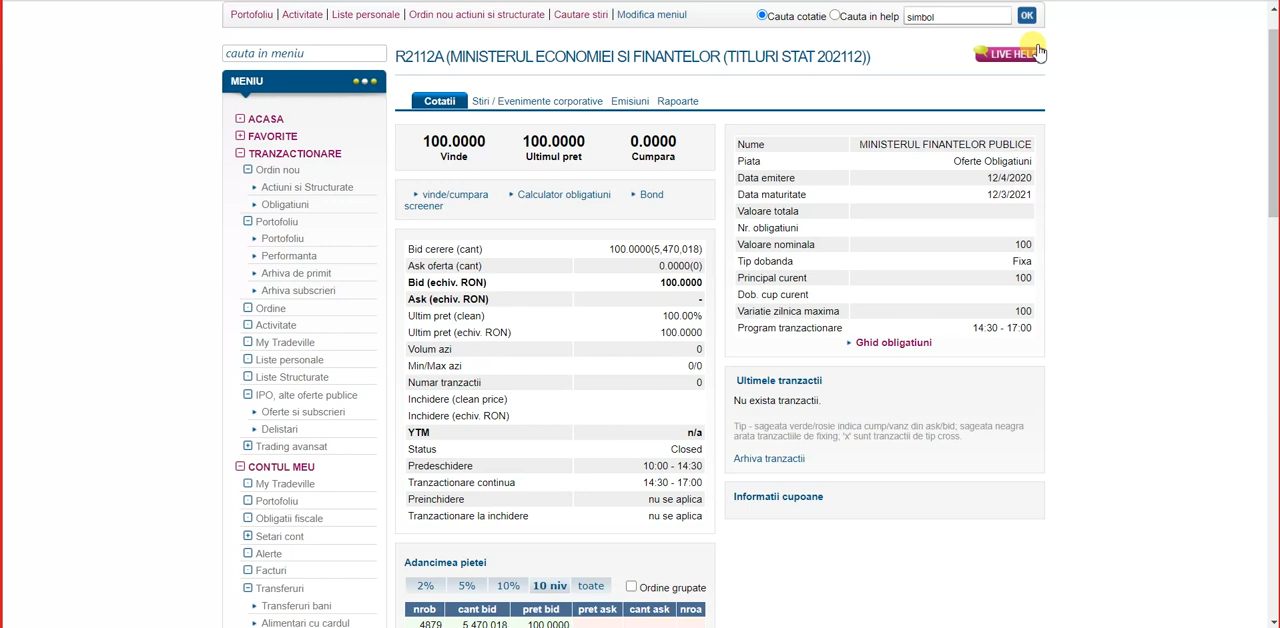 Portofoliu | Activitate | Liste personale | Ordin nou actiuni si structurate | Cautare stiri | Modifica meniul
Cauta cotatie Cauta in help simbol OK
cauta in meniu
R2112A (MINISTERUL ECONOMIEI SI FINANTELOR (TITLURI STAT 202112))
LIVE HELP
MENIU
ACASA
FAVORITE
TRANZACTIONARE
Ordin nou
Actiuni si Structurate
Obligatiuni
Portofoliu
Portofoliu
Performanta
Arhiva de primit
Arhiva subscrieri
Ordine
Activitate
My Tradeville
Liste personale
Liste Structurate
IPO, alte oferte publice
Oferte si subscrieri
Delistari
Trading avansat
CONTUL MEU
My Tradeville
Portofoliu
Obligatii fiscale
Setari cont
Alerte
Facturi
Transferuri
Transferuri bani
Alimentari cu cardul
Cotatii Stiri / Evenimente corporative Emisiuni Rapoarte
100.0000 100.0000 0.0000
Vinde Ultimul pret Cumpara
vinde/cumpara Calculator obligatiuni Bond
screener
Bid cerere (cant) 100.0000(5,470,018)
Ask oferta (cant) 0.0000(0)
Bid (echiv. RON) 100.0000
Ask (echiv. RON) -
Ultim pret (clean) 100.00%
Ultim pret (echiv. RON) 100.0000
Volum azi 0
Min/Max azi 0/0
Numar tranzactii 0
Inchidere (clean price)
Inchidere (echiv. RON)
YTM n/a
Status Closed
Predeschidere 10:00 - 14:30
Tranzactionare continua 14:30 - 17:00
Preinchidere nu se aplica
Tranzactionare la inchidere nu se aplica
Adancimea pietei
2% 5% 10% 10 niv toate Ordine grupate
nrob cant bid pret bid pret ask cant ask nroa
4879 5,470,018 100.0000
Nume MINISTERUL FINANTELOR PUBLICE
Piata Oferte Obligatiuni
Data emitere 12/4/2020
Data maturitate 12/3/2021
Valoare totala
Nr. obligatiuni
Valoare nominala 100
Tip dobanda Fixa
Principal curent 100
Dob. cup curent
Variatie zilnica maxima 100
Program tranzactionare 14:30 - 17:00
Ghid obligatiuni
Ultimele tranzactii
Nu exista tranzactii.
Tip - sageata verde/rosie indica cump/vanz din ask/bid; sageata neagra
arata tranzactiile de fixing; 'x' sunt tranzactii de tip cross.
Arhiva tranzactii
Informatii cupoane